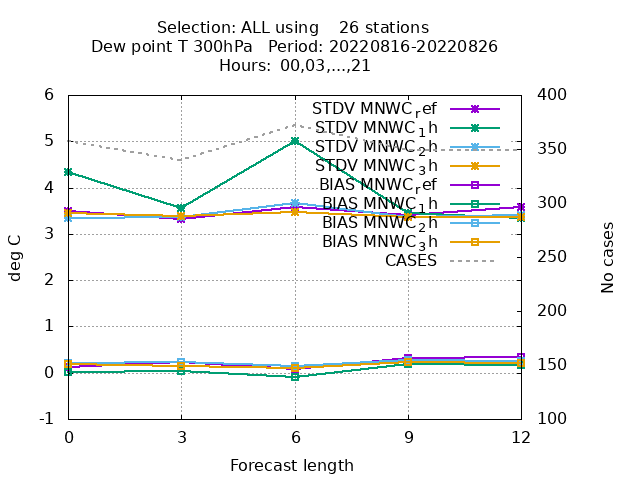 Selection: ALL using    26 stations
Dew point T 300hPa   Period: 20220816-20220826
Hours:  00,03,...,21
STDV MNWC_ref
STDV MNWC_1h
STDV MNWC_2h
STDV MNWC_3h
BIAS MNWC_ref
BIAS MNWC_1h
BIAS MNWC_2h
BIAS MNWC_3h
CASES
6
5
4
3
2
1
0
-1
deg C
400
350
300
250
200
150
100
No cases
0 3 6 9 12
Forecast length